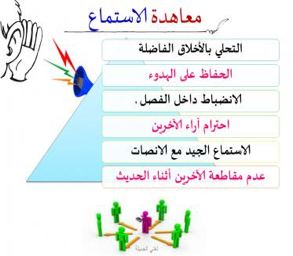 معاهدة الاستماع
التحلي بالأخلاق الفاضلة
الحفاظ على الهدوء
الانضباط داخل الفصل .
احترام آراء الآخرين
الاستماع الجيد مع الانصات
عدم مقاطعة الآخرين أثناء الحديث